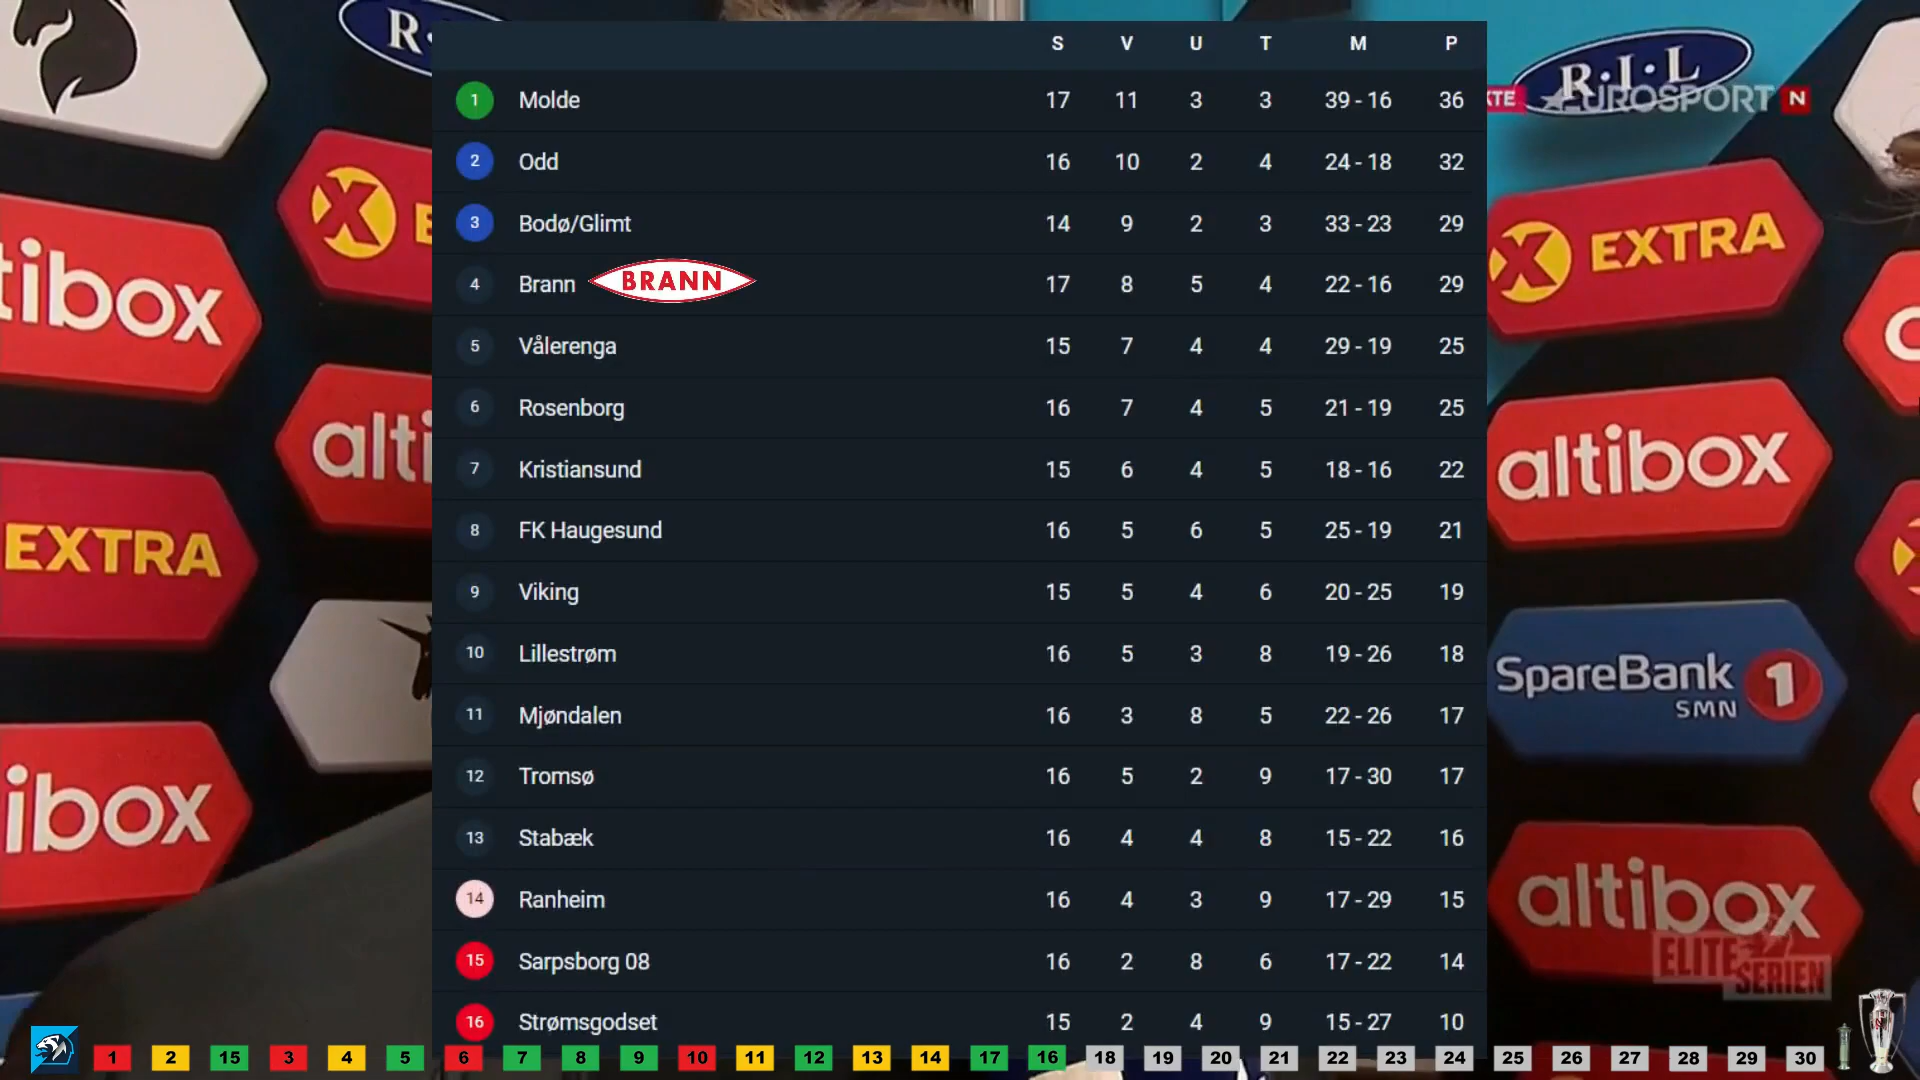 S V U T M P
1 Molde 17 11 3 3 39 - 16 36
2 Odd 16 10 2 4 24 - 18 32
3 Bodø/Glimt 14 9 2 3 33 - 23 29
4 Brann BRANN 17 8 5 4 22 - 16 29
5 Vålerenga 15 7 4 4 29 - 19 25
6 Rosenborg 16 7 4 5 21 - 19 25
7 Kristiansund 15 6 4 5 18 - 16 22
8 FK Haugesund 16 5 6 5 25 - 19 21
9 Viking 15 5 4 6 20 - 25 19
10 Lillestrøm 16 5 3 8 19 - 26 18
11 Mjøndalen 16 3 8 5 22 - 26 17
12 Tromsø 16 5 2 9 17 - 30 17
13 Stabæk 16 4 4 8 15 - 22 16
14 Ranheim 16 4 3 9 17 - 29 15
15 Sarpsborg 08 16 2 8 6 17 - 22 14
16 Strømsgodset 15 2 4 9 15 - 27 10
1 2 15 3 4 5 6 7 8 9 10 11 12 13 14 17 16 18 19 20 21 22 23 24 25 26 27 28 29 30
R.
X E
tibox
alti
EXTRA
ibox
R.I.L
KTE EUROSPORT N
X EXTRA
altibox
SpareBank 1
SMN
altibox
ELITE
SERIEN